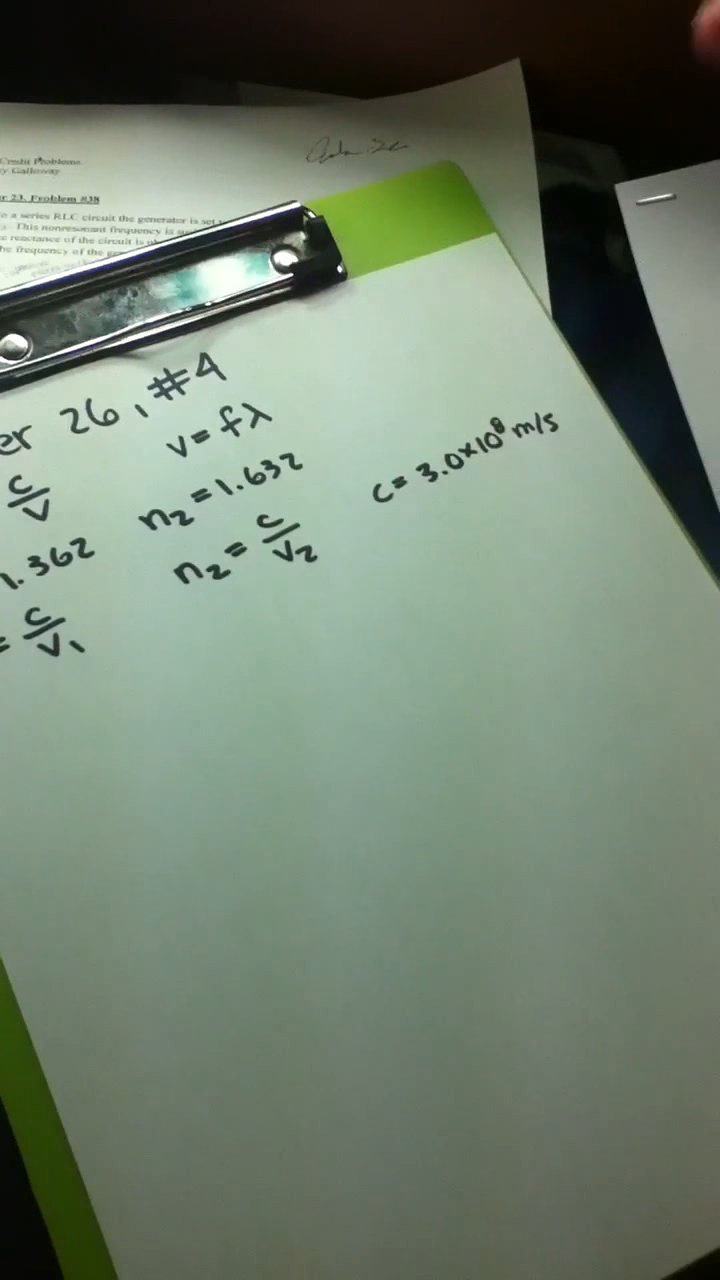 Credit Problems
y Galloway
r 23, Problem #38
a series RLC circuit the generator is set
This nonresonant frequency is
reactance of the circuit is
he frequency of the
er 26, #4
v = fλ
c/v
n₂ = 1.632
c = 3.0×10⁸ m/s
1.362
n₂ = c/v₂
= c/v₁